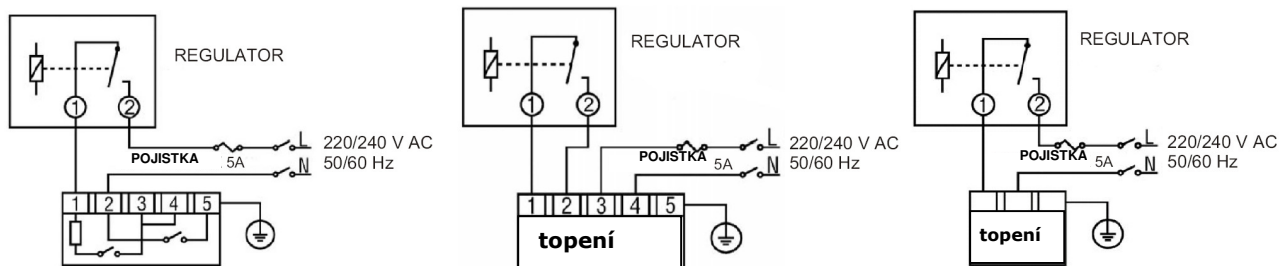 REGULATOR
1 2
POJISTKA 5A L 220/240 V AC
N 50/60 Hz
1 2 3 4 5
REGULATOR
1 2
POJISTKA 5A L 220/240 V AC
N 50/60 Hz
1 2 3 4 5
topení
REGULATOR
1 2
POJISTKA 5A L 220/240 V AC
N 50/60 Hz
topení